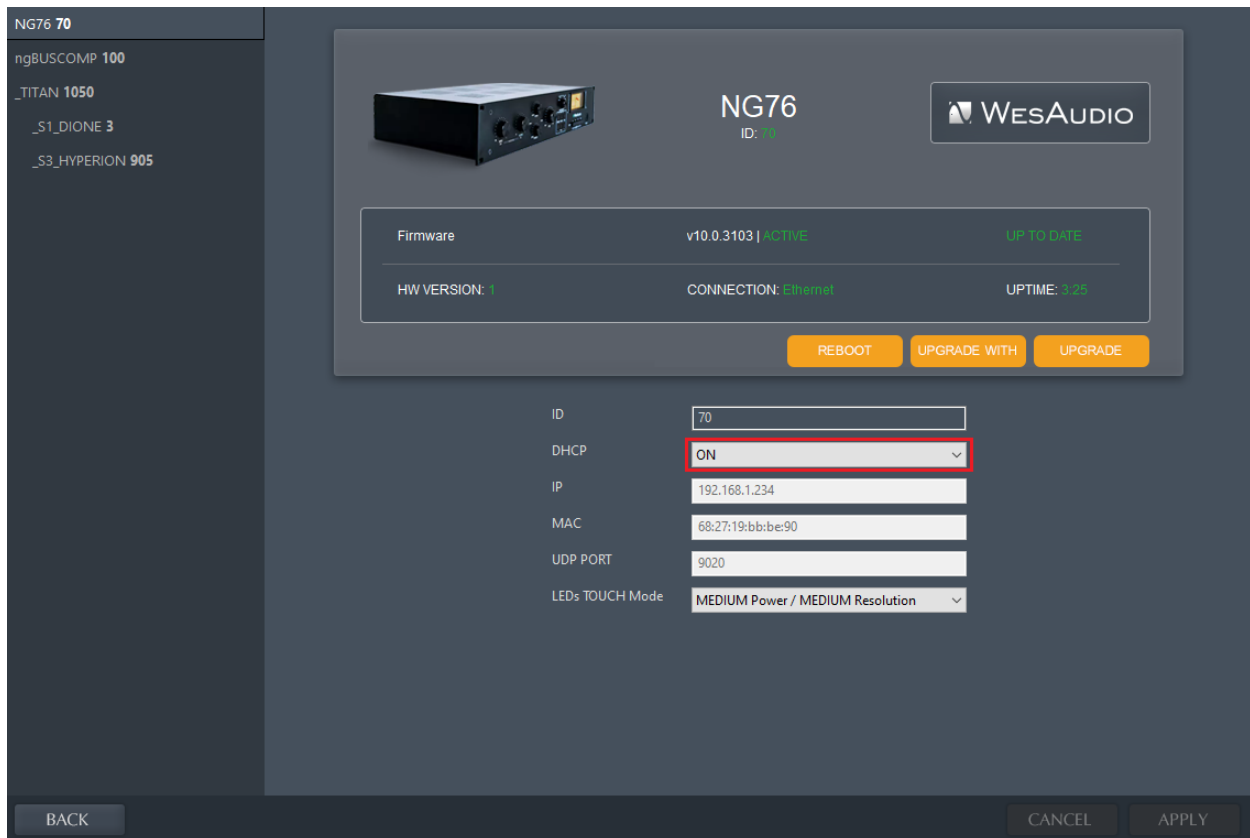 NG76 70
ngBUSCOMP 100
_TITAN 1050
_S1_DIONE 3
_S3_HYPERION 905
NG76
ID: 70
WESAUDIO
Firmware v10.0.3103 | ACTIVE UP TO DATE
HW VERSION: 1 CONNECTION: Ethernet UPTIME: 3:25
REBOOT UPGRADE WITH UPGRADE
ID 70
DHCP ON
IP 192.168.1.234
MAC 68:27:19:bb:be:90
UDP PORT 9020
LEDs TOUCH Mode MEDIUM Power / MEDIUM Resolution
BACK CANCEL APPLY